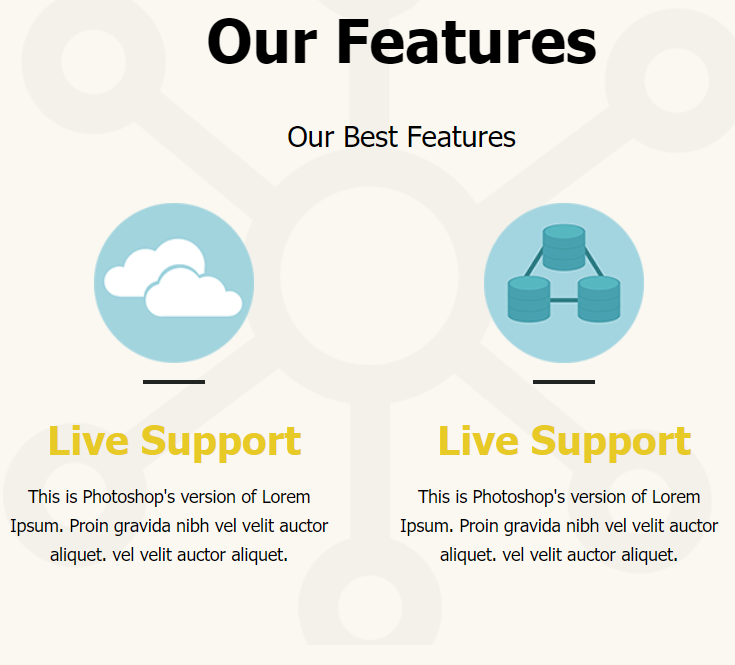 Our Features
Our Best Features
Live Support
This is Photoshop's version of Lorem
Ipsum. Proin gravida nibh vel velit auctor
aliquet. vel velit auctor aliquet.
Live Support
This is Photoshop's version of Lorem
Ipsum. Proin gravida nibh vel velit auctor
aliquet. vel velit auctor aliquet.